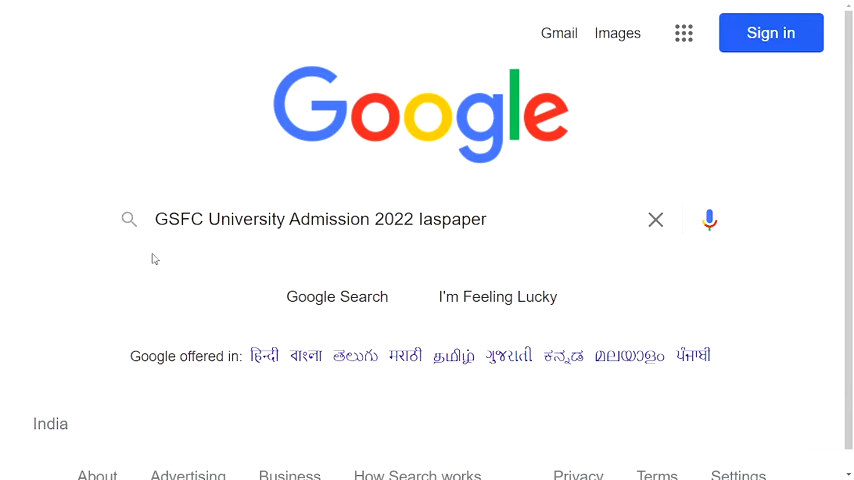 Gmail Images Sign in
Google
GSFC University Admission 2022 Iaspaper
Google Search I'm Feeling Lucky
Google offered in: हिन्दी বাংলা తెలుగు मराठी தமிழ் ગુજરાતી ಕನ್ನಡ മലയാളം ਪੰਜਾਬੀ
India
About Advertising Business How Search works Privacy Terms Settings